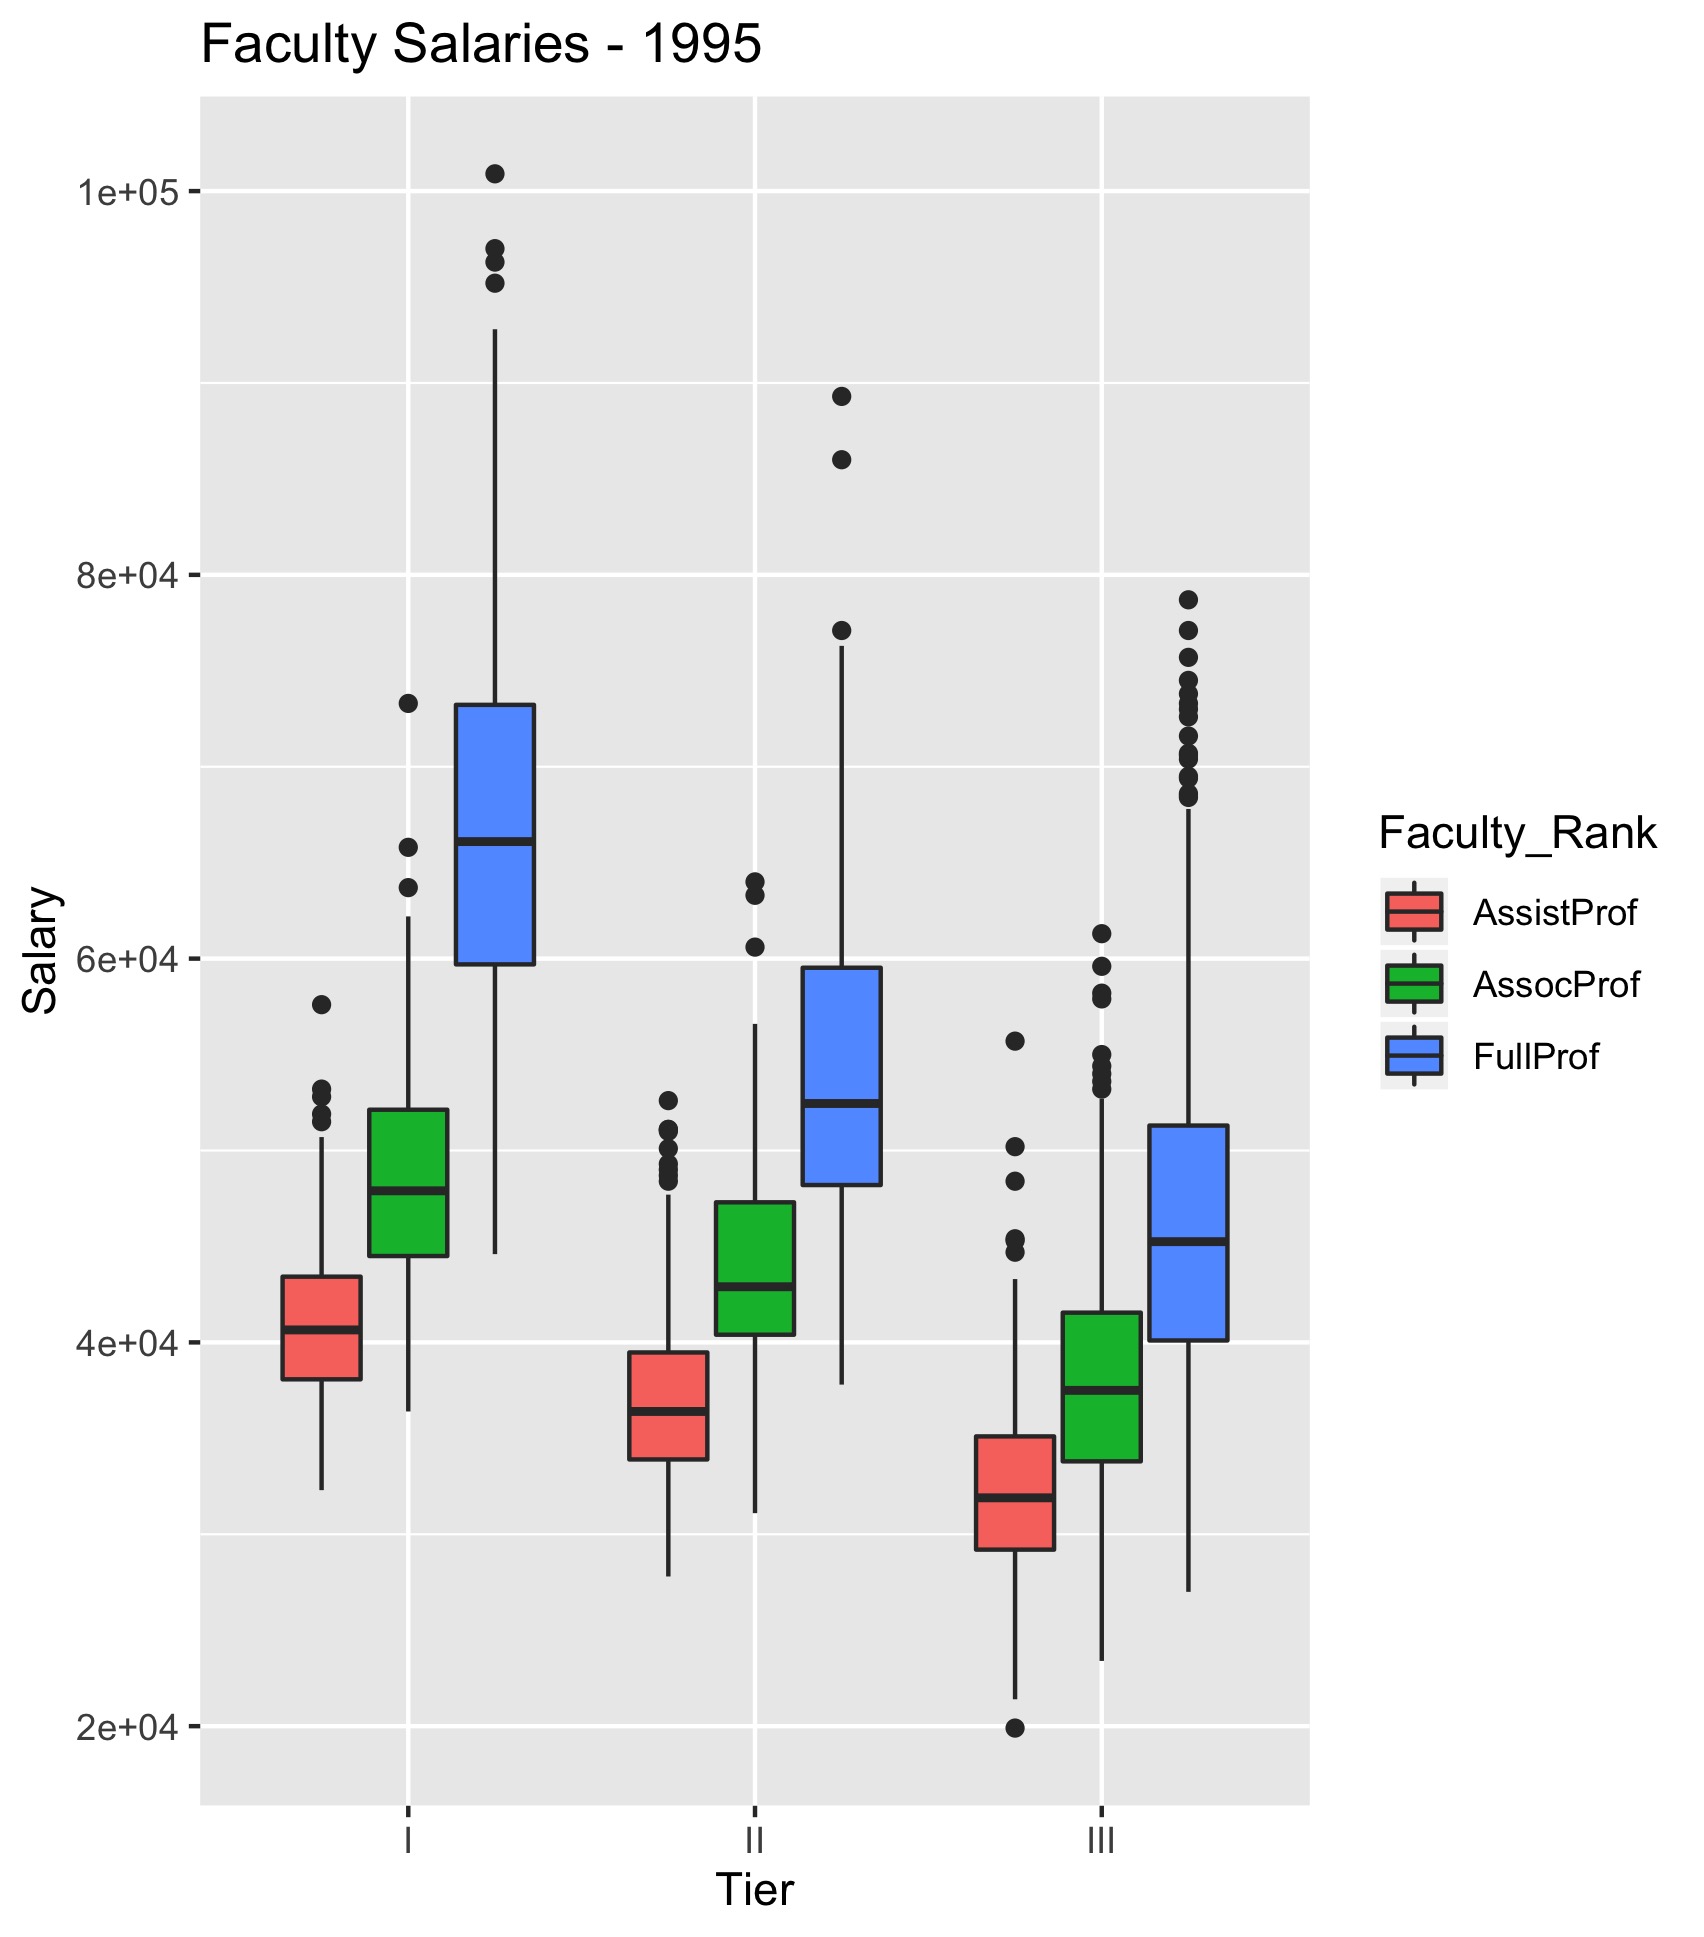 Faculty Salaries - 1995
1e+05
8e+04
6e+04
4e+04
2e+04
Salary
I
II
III
Tier
Faculty_Rank
AssistProf
AssocProf
FullProf